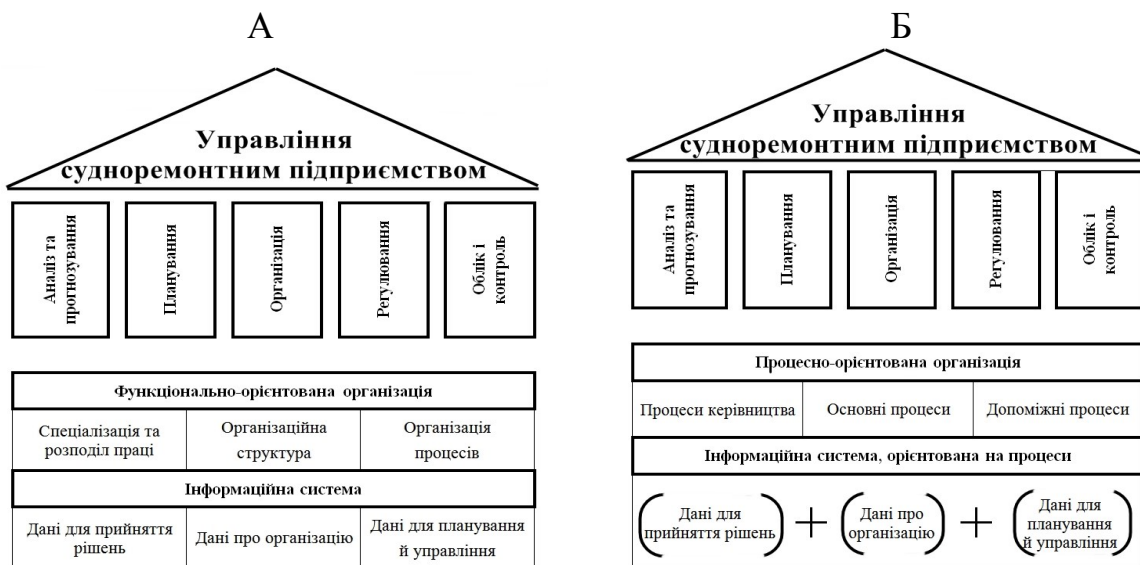 А
Управління
судноремонтним підприємством
Аналіз та
прогнозування
Планування
Організація
Регулювання
Облік і
контроль
Функціонально-орієнтована організація
Спеціалізація та
розподіл праці
Організаційна
структура
Організація
процесів
Інформаційна система
Дані для прийняття
рішень
Дані про організацію
Дані для планування
й управління
Б
Управління
судноремонтним підприємством
Аналіз та
прогнозування
Планування
Організація
Регулювання
Облік і
контроль
Процесно-орієнтована організація
Процеси керівництва
Основні процеси
Допоміжні процеси
Інформаційна система, орієнтована на процеси
Дані для
прийняття рішень
+
Дані про
організацію
+
Дані для
планування
й управління